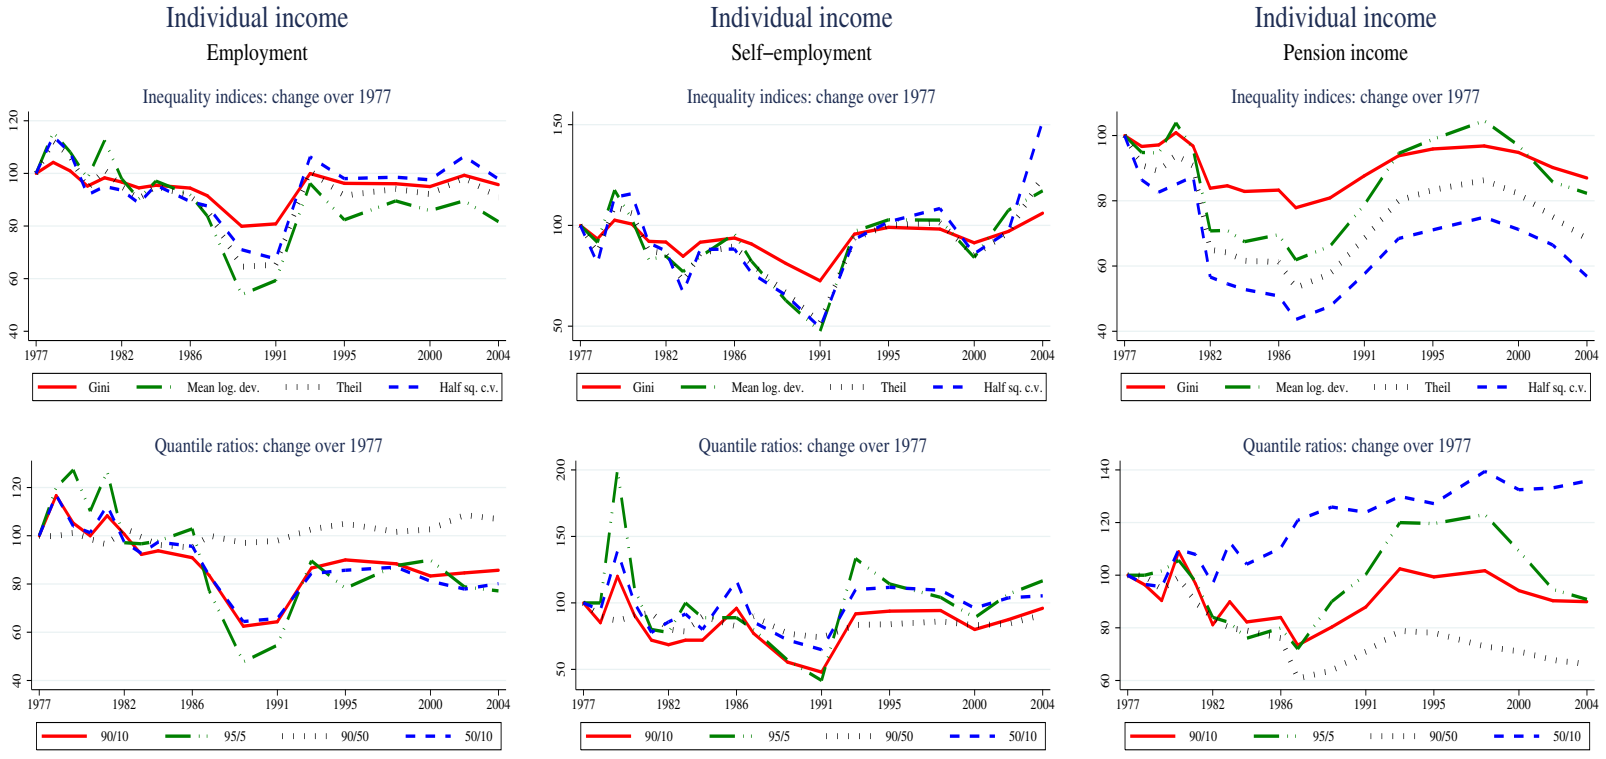 Individual income
Employment
Inequality indices: change over 1977
120
100
80
60
40
1977 1982 1986 1991 1995 2000 2004
Gini Mean log. dev. Theil Half sq. c.v.
Quantile ratios: change over 1977
120
100
80
60
40
1977 1982 1986 1991 1995 2000 2004
90/10 95/5 90/50 50/10
Individual income
Self−employment
Inequality indices: change over 1977
150
100
50
1977 1982 1986 1991 1995 2000 2004
Gini Mean log. dev. Theil Half sq. c.v.
Quantile ratios: change over 1977
200
150
100
50
1977 1982 1986 1991 1995 2000 2004
90/10 95/5 90/50 50/10
Individual income
Pension income
Inequality indices: change over 1977
100
80
60
40
1977 1982 1986 1991 1995 2000 2004
Gini Mean log. dev. Theil Half sq. c.v.
Quantile ratios: change over 1977
140
120
100
80
60
1977 1982 1986 1991 1995 2000 2004
90/10 95/5 90/50 50/10